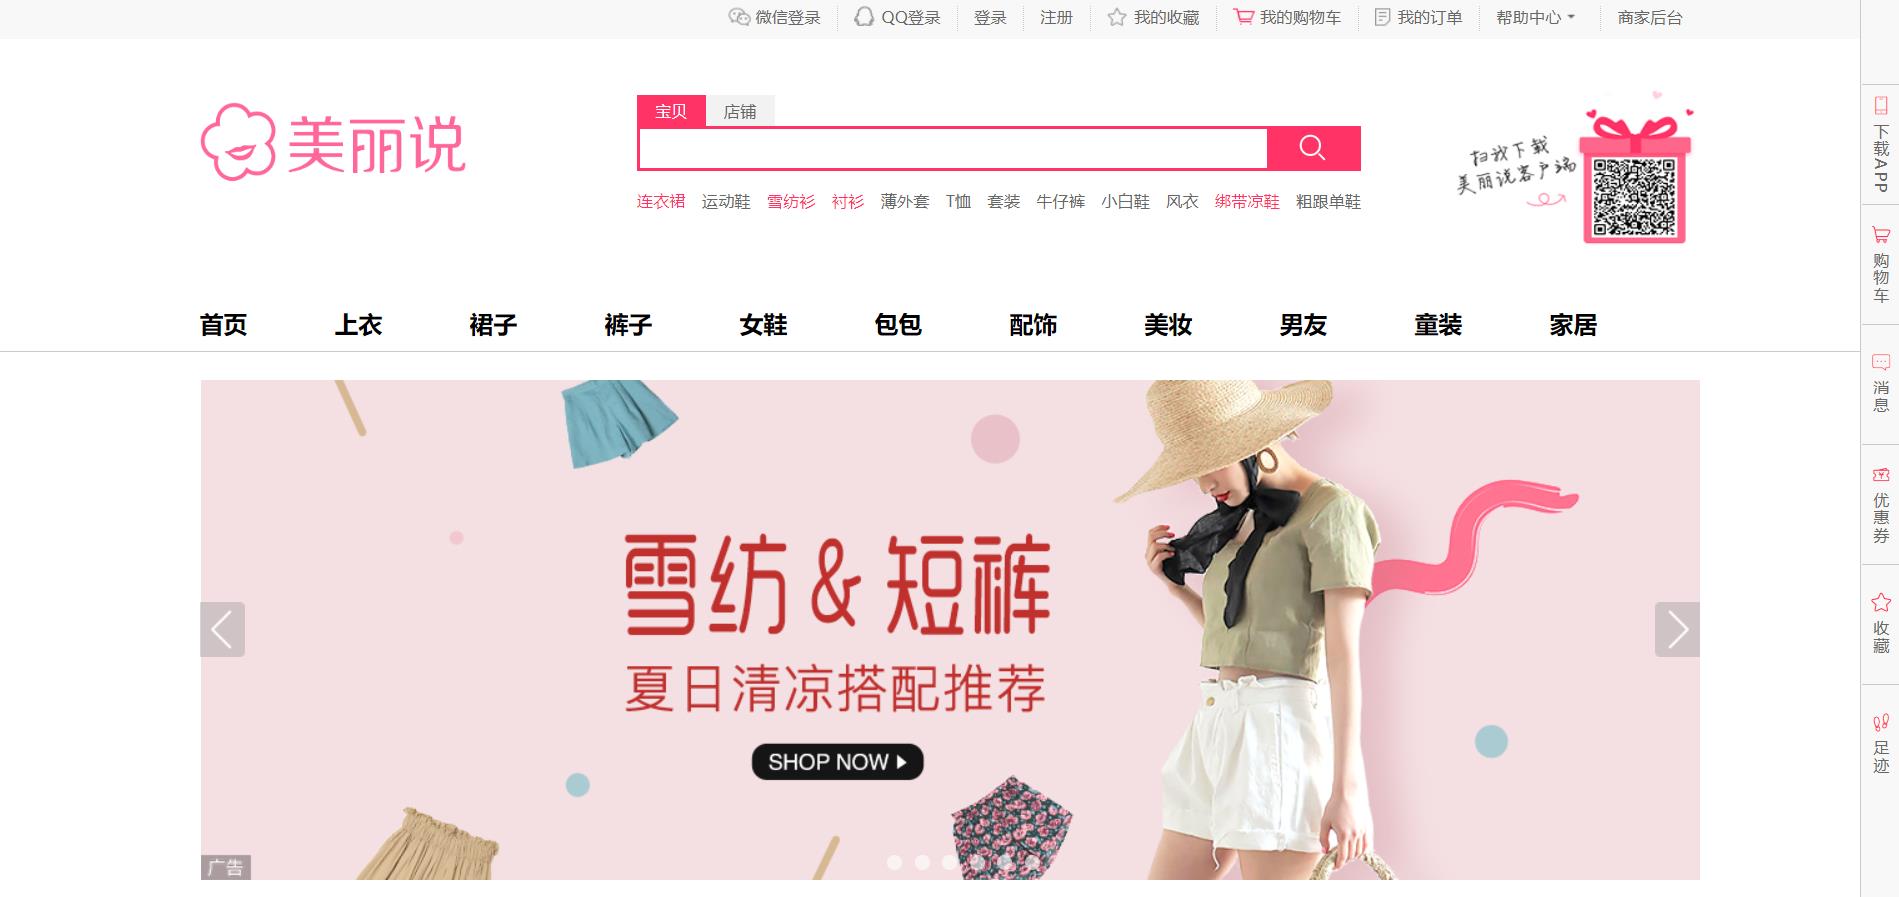 微信登录 QQ登录 登录 注册 我的收藏 我的购物车 我的订单 帮助中心 商家后台
美丽说
宝贝 店铺
连衣裙 运动鞋 雪纺衫 衬衫 薄外套 T恤 套装 牛仔裤 小白鞋 风衣 绑带凉鞋 粗跟单鞋
扫我下载
美丽说客户端
首页 上衣 裙子 裤子 女鞋 包包 配饰 美妆 男友 童装 家居
雪纺 & 短裤
夏日清凉搭配推荐
SHOP NOW
广告
下载APP
购物车
消息
优惠券
收藏
足迹